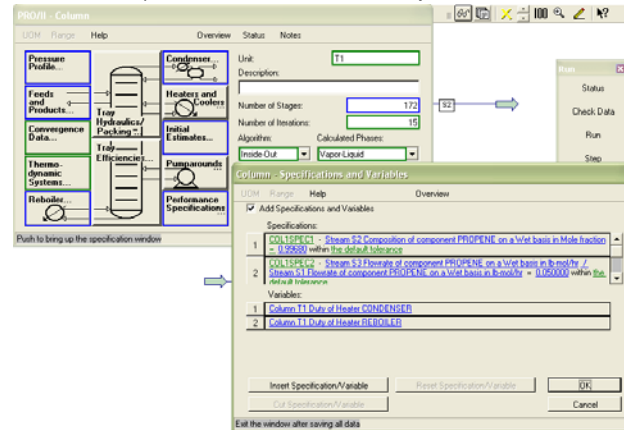 PRO/II - Column
UOM Range Help Overview Status Notes
Pressure
Profile...
Feeds
and
Products...
Convergence
Data...
Thermo-
dynamic
Systems...
Reboiler...
Tray
Hydraulics/
Packing
Tray
Efficiencies...
Condenser...
Heaters and
Coolers
Initial
Estimates...
Pumparounds
Performance
Specifications
Unit: T1
Description:
Number of Stages: 172
Number of Iterations: 15
Algorithm: Calculated Phases:
Inside-Out Vapor-Liquid
Push to bring up the specification window
S2
Run
Status
Check Data
Run
Step
Column - Specifications and Variables
UOM Range Help Overview
Add Specifications and Variables
Specifications:
1 COL1SPEC1 - Stream S2 Composition of component PROPENE on a Wet basis in Mole fraction
= 0.99680 within the default tolerance
2 COL1SPEC2 - Stream S3 Flowrate of component PROPENE on a Wet basis in lb-mol/hr /
Stream S1 Flowrate of component PROPENE on a Wet basis in lb-mol/hr = 0.050000 within the
default tolerance
Variables:
1 Column T1 Duty of Heater CONDENSER
2 Column T1 Duty of Heater REBOILER
Insert Specification/Variable Reset Specification/Variable OK
Cut Specification/Variable Cancel
Exit the window after saving all data